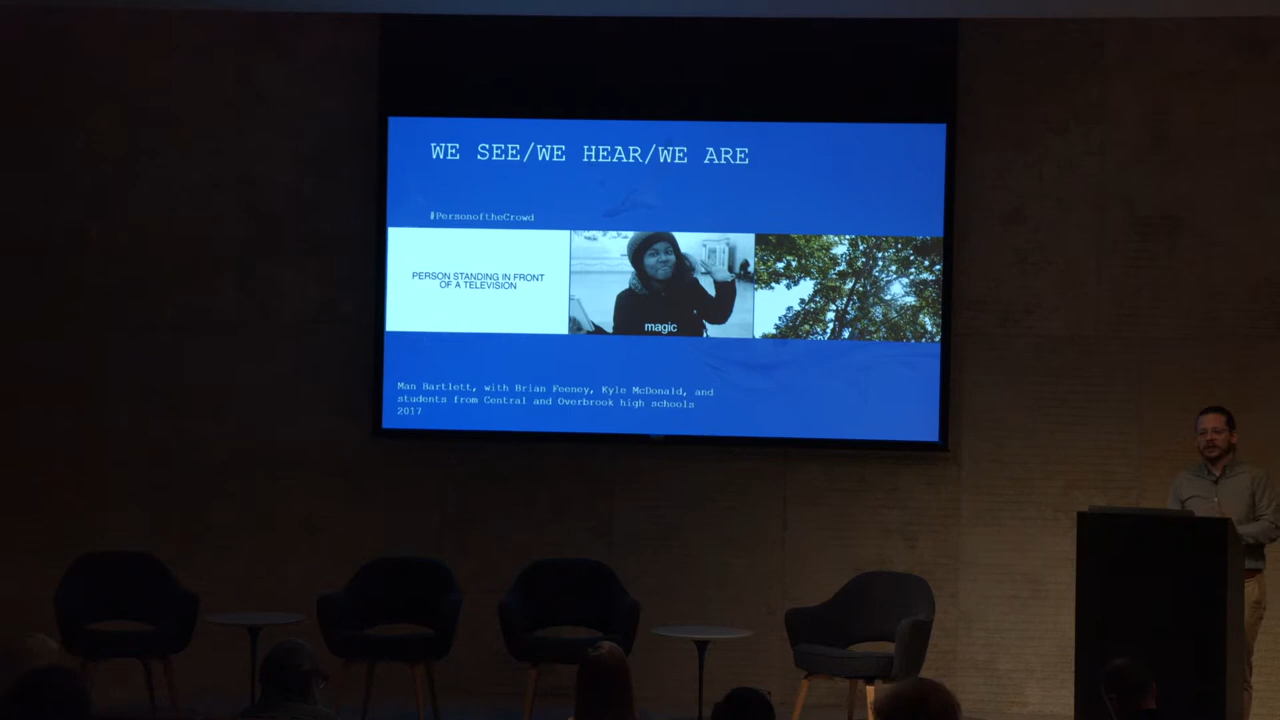 WE SEE/WE HEAR/WE ARE
#PersonoftheCrowd
PERSON STANDING IN FRONT
OF A TELEVISION
magic
Man Bartlett, with Brian Feeney, Kyle McDonald, and
students from Central and Overbrook high schools
2017